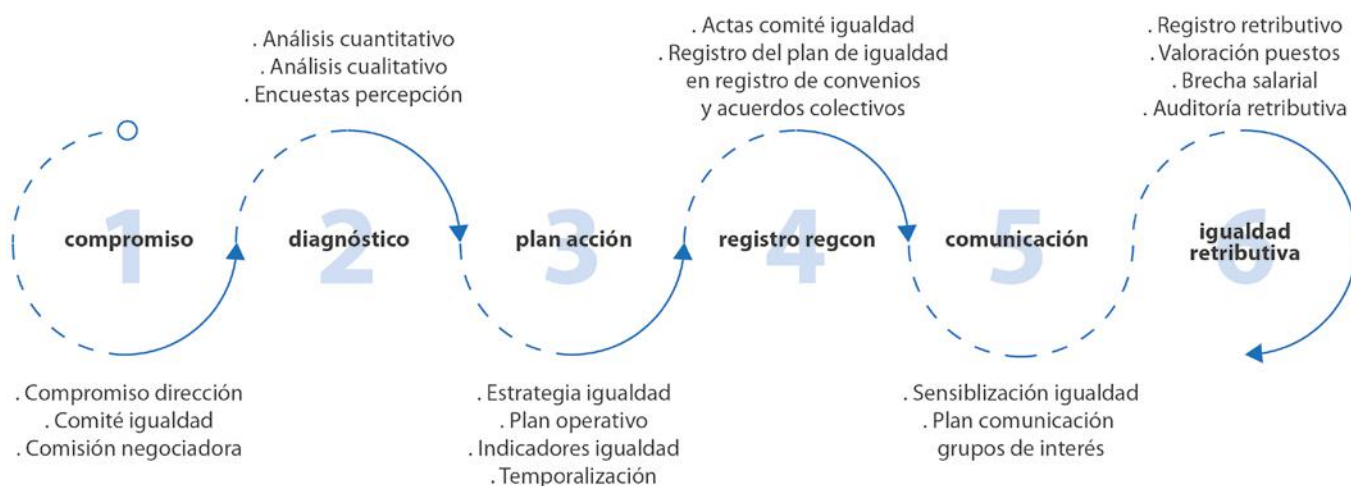 1
compromiso
. Compromiso dirección
. Comité igualdad
. Comisión negociadora
. Análisis cuantitativo
. Análisis cualitativo
. Encuestas percepción
2
diagnóstico
3
plan acción
. Estrategia igualdad
. Plan operativo
. Indicadores igualdad
. Temporalización
. Actas comité igualdad
. Registro del plan de igualdad
en registro de convenios
y acuerdos colectivos
4
registro regcon
5
comunicación
. Sensiblización igualdad
. Plan comunicación
grupos de interés
. Registro retributivo
. Valoración puestos
. Brecha salarial
. Auditoría retributiva
6
igualdad
retributiva